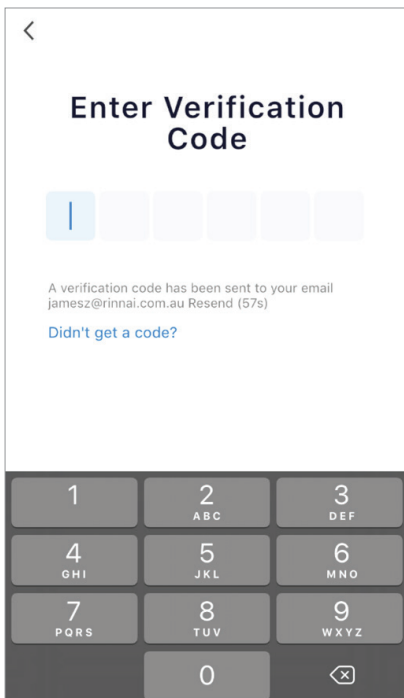 Enter Verification
Code
A verification code has been sent to your email
jamesz@rinnai.com.au Resend (57s)
Didn't get a code?
1 2 3
ABC DEF
4 5 6
GHI JKL MNO
7 8 9
PQRS TUV WXYZ
0